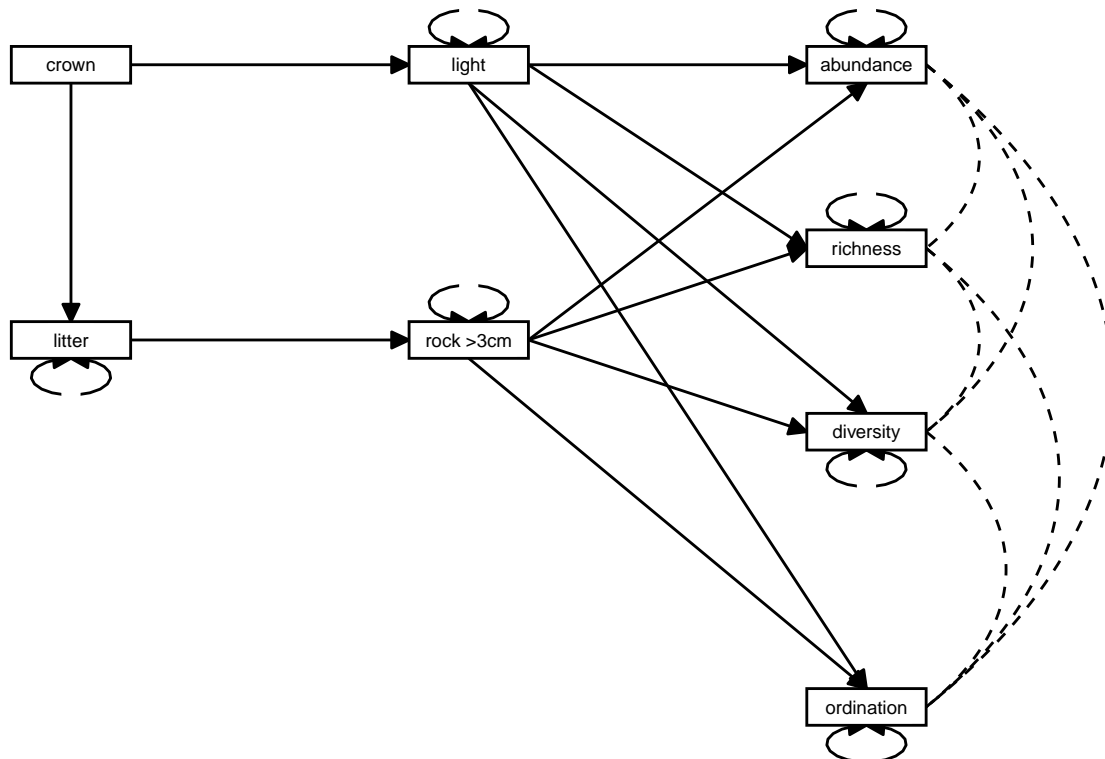 crown
light
abundance
richness
litter
rock >3cm
diversity
ordination